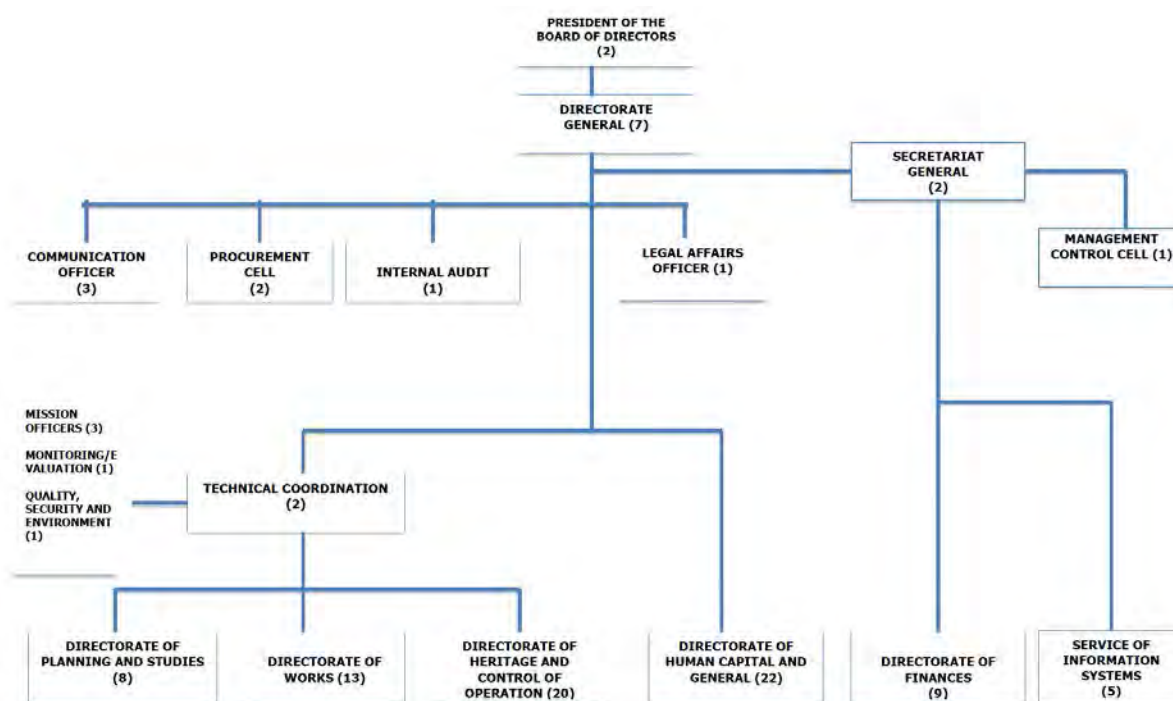 PRESIDENT OF THE
BOARD OF DIRECTORS
(2)
DIRECTORATE
GENERAL (7)
SECRETARIAT
GENERAL
(2)
COMMUNICATION
OFFICER
(3)
PROCUREMENT
CELL
(2)
INTERNAL AUDIT
(1)
LEGAL AFFAIRS
OFFICER (1)
MANAGEMENT
CONTROL CELL (1)
MISSION
OFFICERS (3)
MONITORING/E
VALUATION (1)
QUALITY,
SECURITY AND
ENVIRONMENT
(1)
TECHNICAL COORDINATION
(2)
DIRECTORATE OF
PLANNING AND STUDIES
(8)
DIRECTORATE OF
WORKS (13)
DIRECTORATE OF
HERITAGE AND
CONTROL OF
OPERATION (20)
DIRECTORATE OF
HUMAN CAPITAL AND
GENERAL (22)
DIRECTORATE OF
FINANCES
(9)
SERVICE OF
INFORMATION
SYSTEMS
(5)